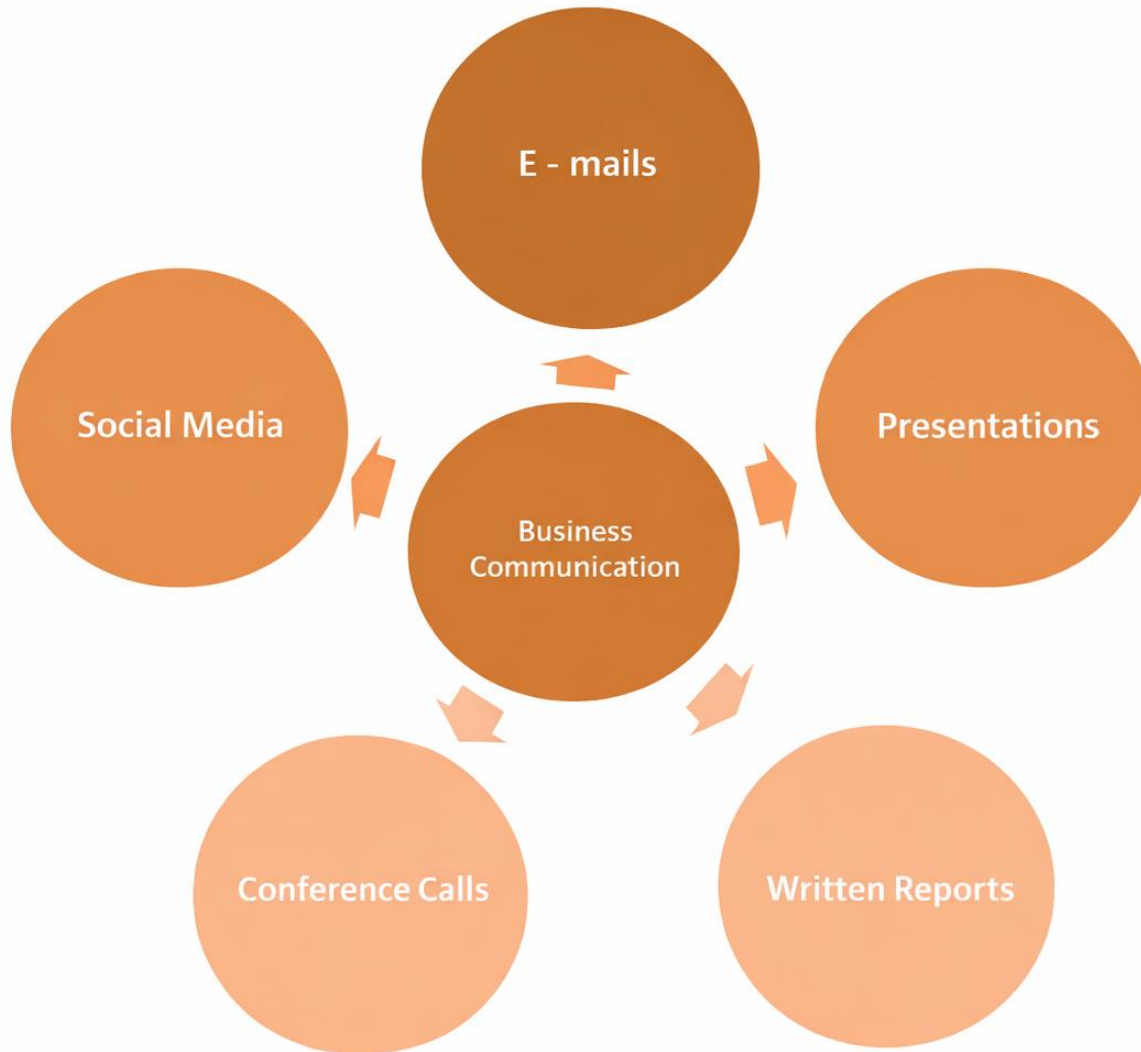 E - mails
Social Media
Presentations
Business
Communication
Conference Calls
Written Reports